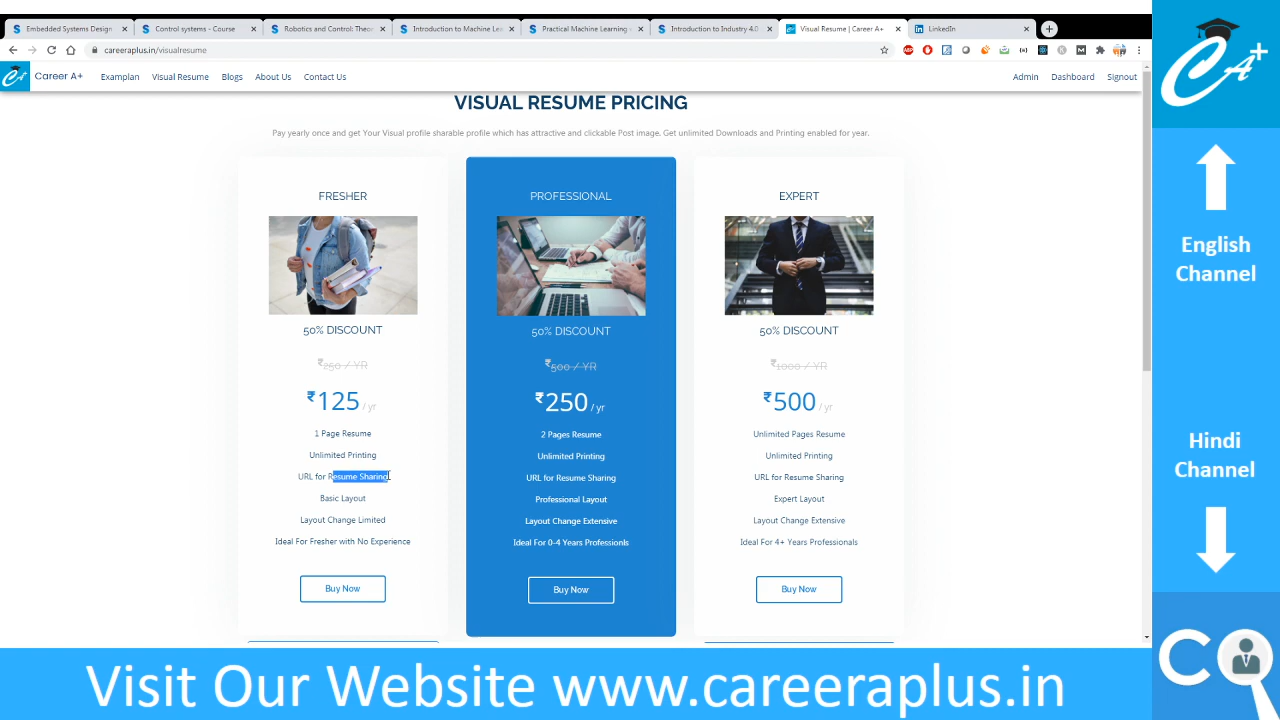 Embedded Systems Design
Control systems - Course
Robotics and Control: Theo
Introduction to Machine Le
Practical Machine Learning
Introduction to Industry 4.0
Visual Resume | Career A+
LinkedIn
careeraplus.in/visualresume
Career A+
Examplan
Visual Resume
Blogs
About Us
Contact Us
Admin
Dashboard
Signout
VISUAL RESUME PRICING
Pay yearly once and get Your Visual profile sharable profile which has attractive and clickable Post image. Get unlimited Downloads and Printing enabled for year.
FRESHER
50% DISCOUNT
₹250 / YR
₹125 / yr
1 Page Resume
Unlimited Printing
URL for Resume Sharing
Basic Layout
Layout Change Limited
Ideal For Fresher with No Experience
Buy Now
PROFESSIONAL
50% DISCOUNT
₹500 / YR
₹250 / yr
2 Pages Resume
Unlimited Printing
URL for Resume Sharing
Professional Layout
Layout Change Extensive
Ideal For 0-4 Years Professionls
Buy Now
EXPERT
50% DISCOUNT
₹1000 / YR
₹500 / yr
Unlimited Pages Resume
Unlimited Printing
URL for Resume Sharing
Expert Layout
Layout Change Extensive
Ideal For 4+ Years Professionals
Buy Now
CA+
English
Channel
Hindi
Channel
Visit Our Website www.careeraplus.in